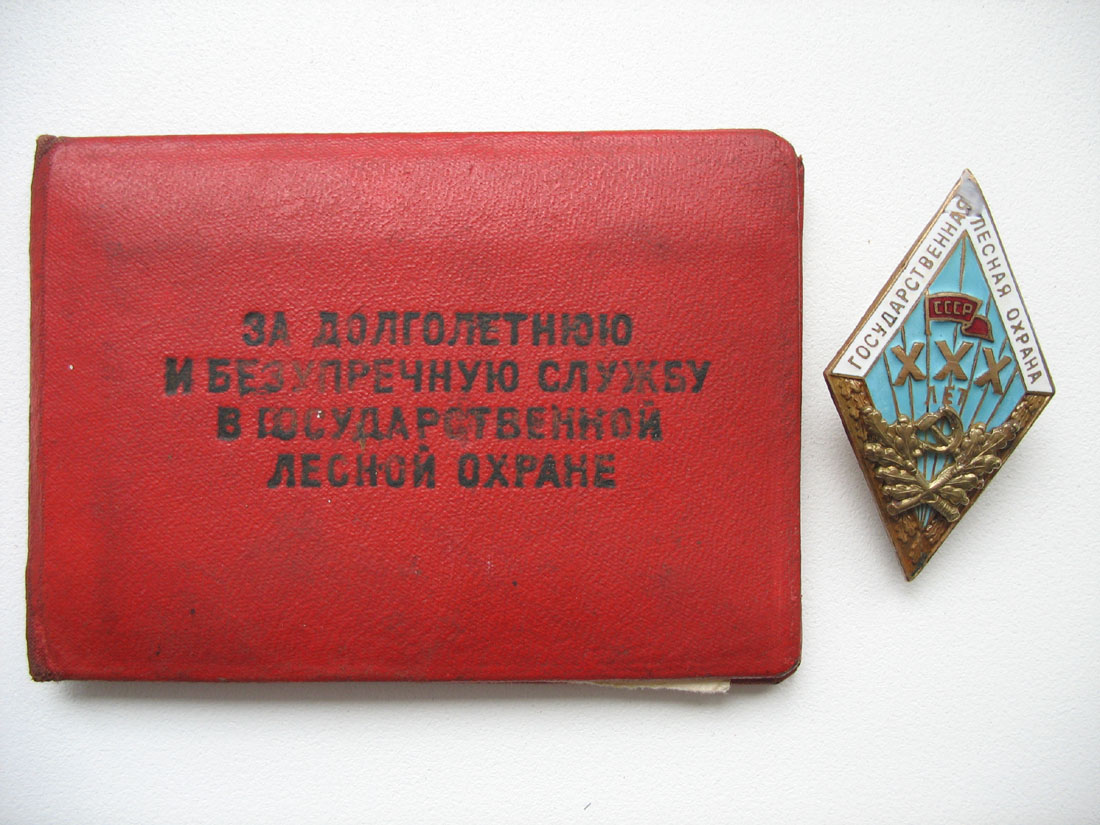 ЗА ДОЛГОЛЕТНЮЮ
И БЕЗУПРЕЧНУЮ СЛУЖБУ
В ГОСУДАРСТВЕННОЙ
ЛЕСНОЙ ОХРАНЕ
ГОСУДАРСТВЕННАЯ
ЛЕСНАЯ ОХРАНА
СССР
XXX
ЛЕТ